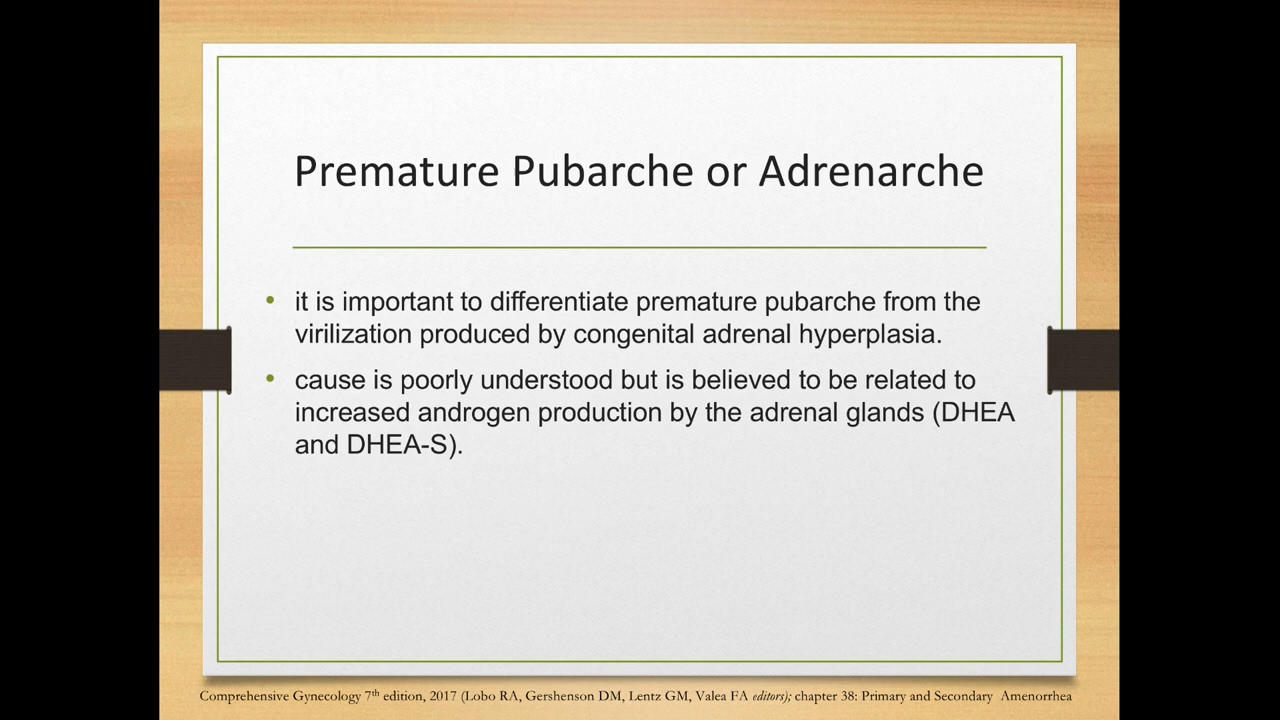 Premature Pubarche or Adrenarche
• it is important to differentiate premature pubarche from the
virilization produced by congenital adrenal hyperplasia.
• cause is poorly understood but is believed to be related to
increased androgen production by the adrenal glands (DHEA
and DHEA-S).
Comprehensive Gynecology 7th edition, 2017 (Lobo RA, Gershenson DM, Lentz GM, Valea FA editors); chapter 38: Primary and Secondary Amenorrhea